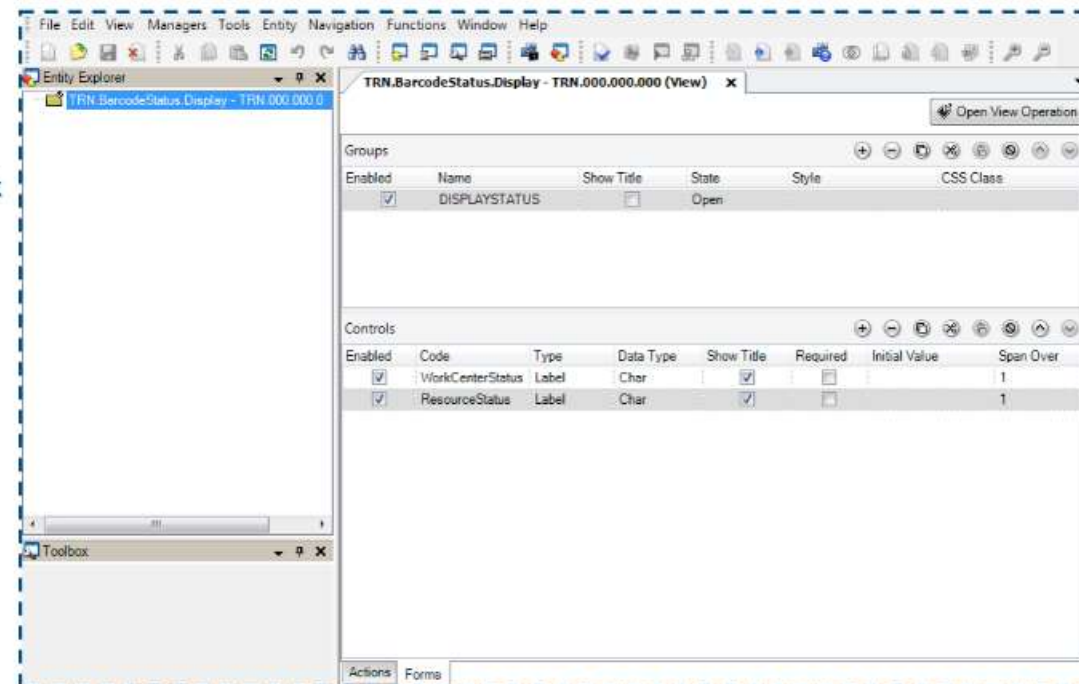 File Edit View Managers Tools Entity Navigation Functions Window Help
Entity Explorer
TRN.BarcodeStatus.Display - TRN.000.000.0
TRN.BarcodeStatus.Display - TRN.000.000.000 (View)
Open View Operation
Groups
Enabled Name Show Title State Style CSS Class
DISPLAYSTATUS Open
Controls
Enabled Code Type Data Type Show Title Required Initial Value Span Over
WorkCenterStatus Label Char 1
ResourceStatus Label Char 1
Toolbox
Actions Forms